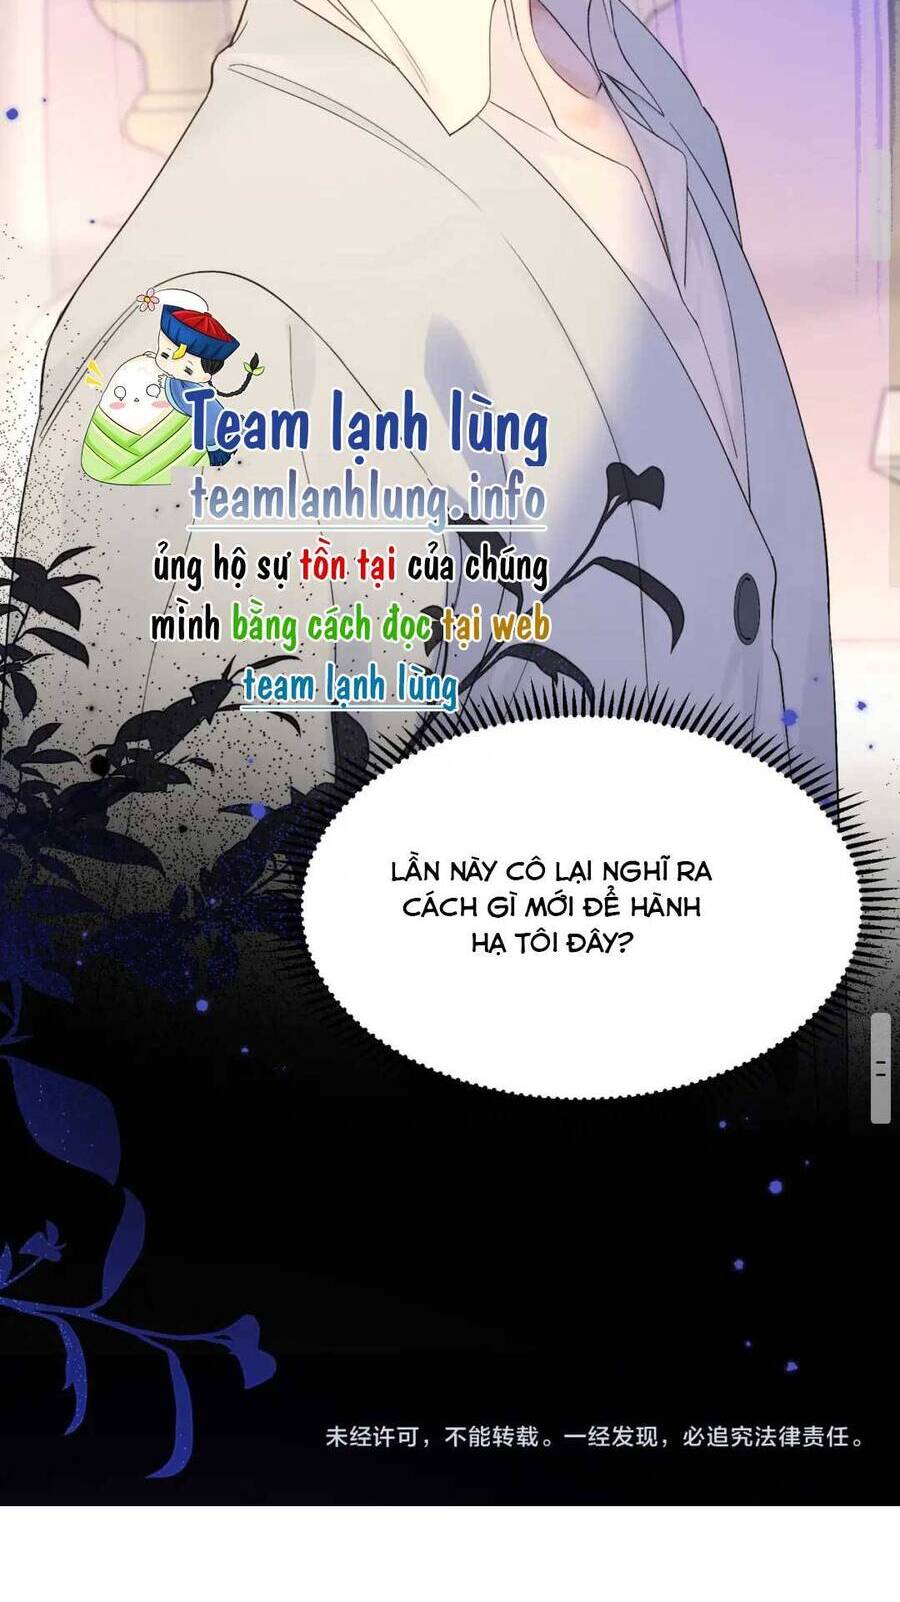 Team lạnh lùng
teamlanhlung.info
ủng hộ sự tồn tại của chúng
mình bằng cách đọc tại web
team lạnh lùng
LẦN NÀY CÔ LẠI NGHĨ RA
CÁCH GÌ MỚI ĐỂ HÀNH
HẠ TÔI ĐÂY?
未经许可，不能转载。一经发现，必追究法律责任。